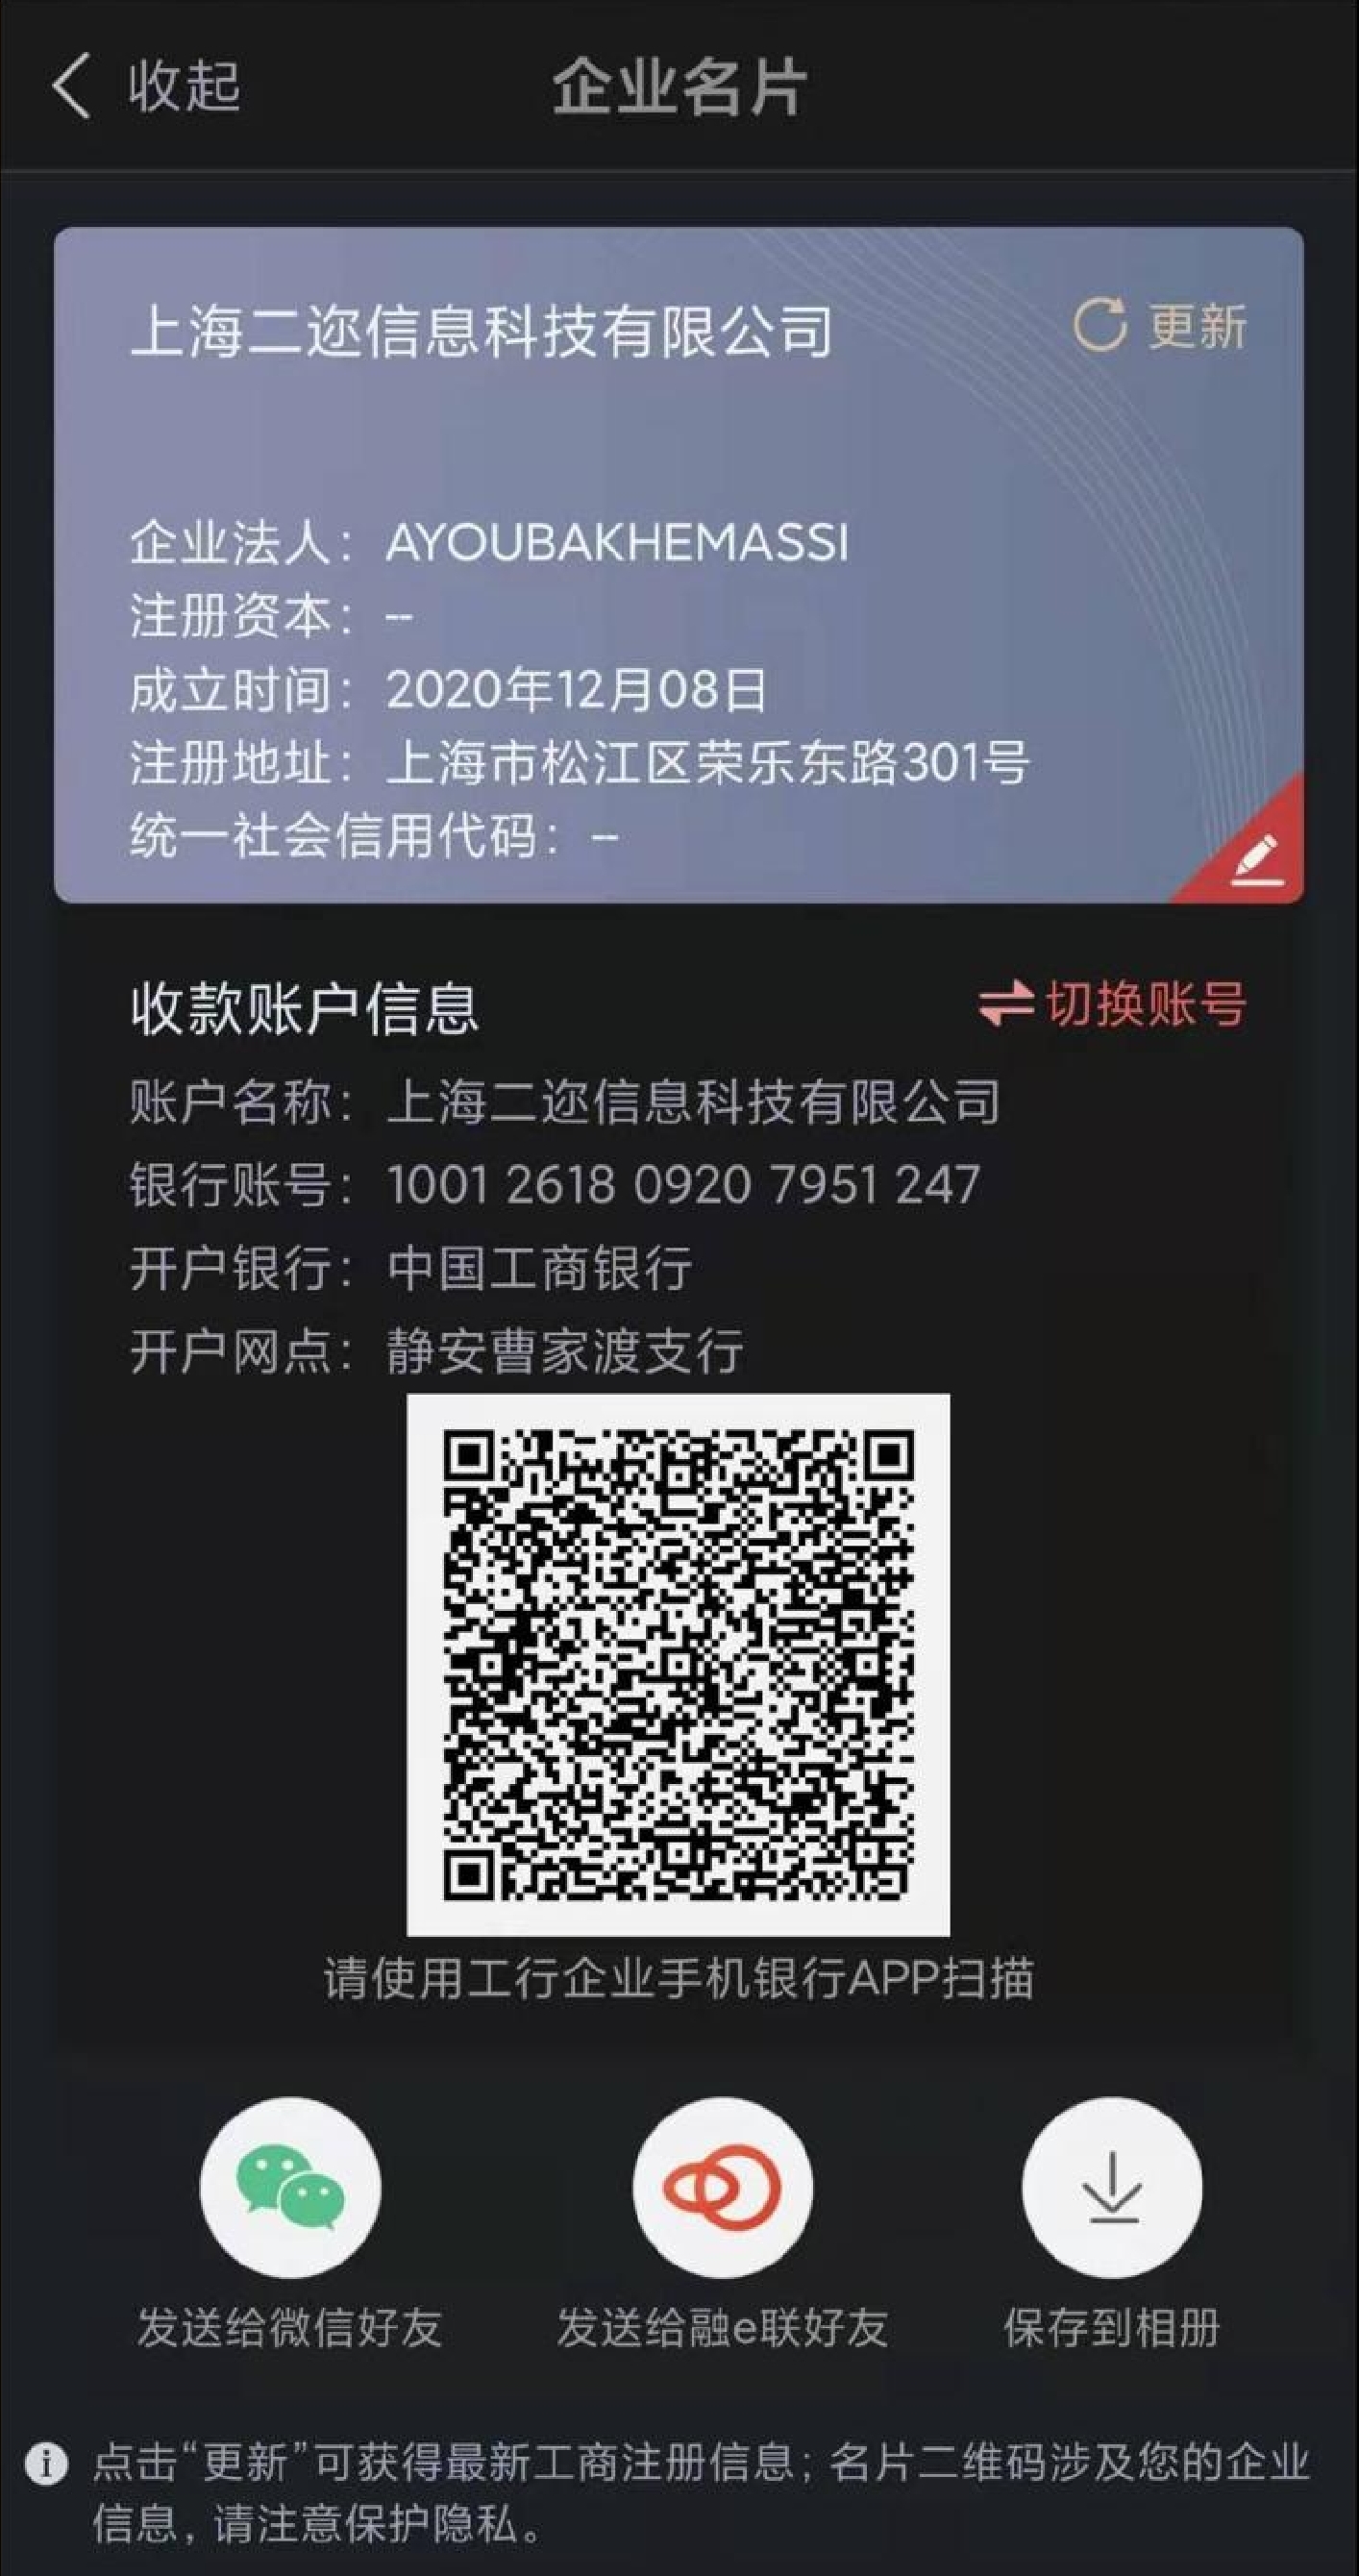 收起
企业名片
上海二迩信息科技有限公司
更新
企业法人：AYOUBAKHEMASSI
注册资本：--
成立时间：2020年12月08日
注册地址：上海市松江区荣乐东路301号
统一社会信用代码：--
收款账户信息
切换账号
账户名称：上海二迩信息科技有限公司
银行账号：1001 2618 0920 7951 247
开户银行：中国工商银行
开户网点：静安曹家渡支行
请使用工行企业手机银行APP扫描
发送给微信好友
发送给融e联好友
保存到相册
点击“更新”可获得最新工商注册信息；名片二维码涉及您的企业
信息，请注意保护隐私。